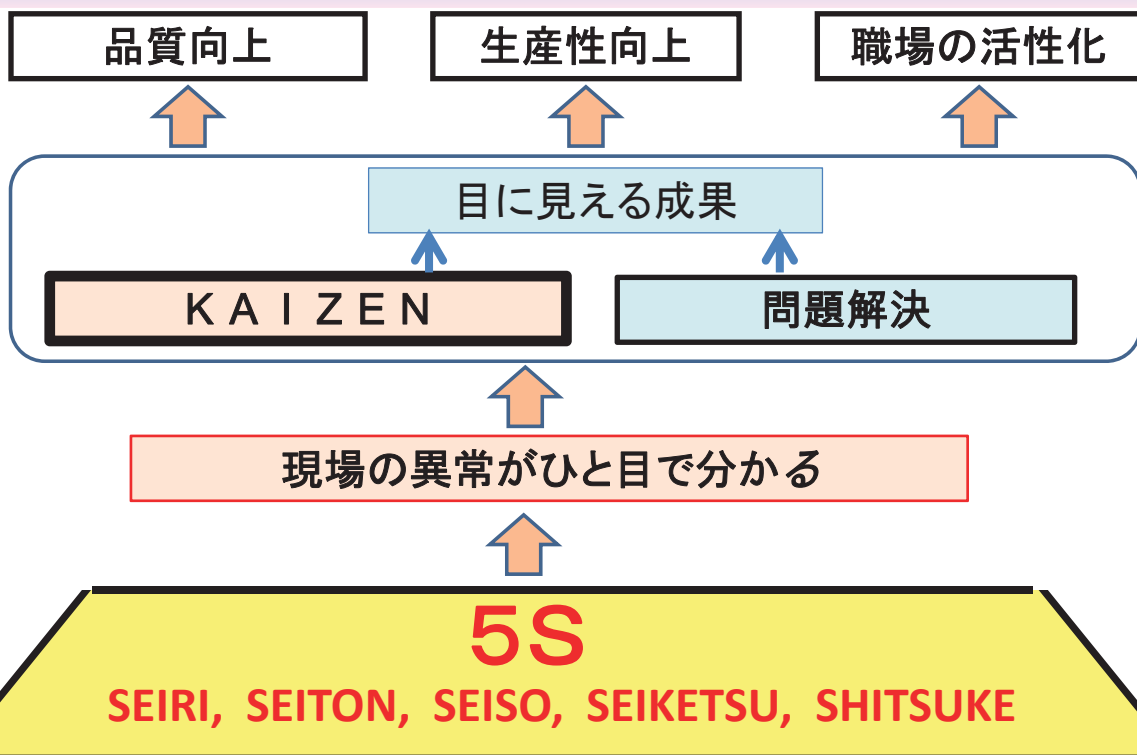 品質向上
生産性向上
職場の活性化
目に見える成果
ＫＡＩＺＥＮ
問題解決
現場の異常がひと目で分かる
５Ｓ
SEIRI, SEITON, SEISO, SEIKETSU, SHITSUKE